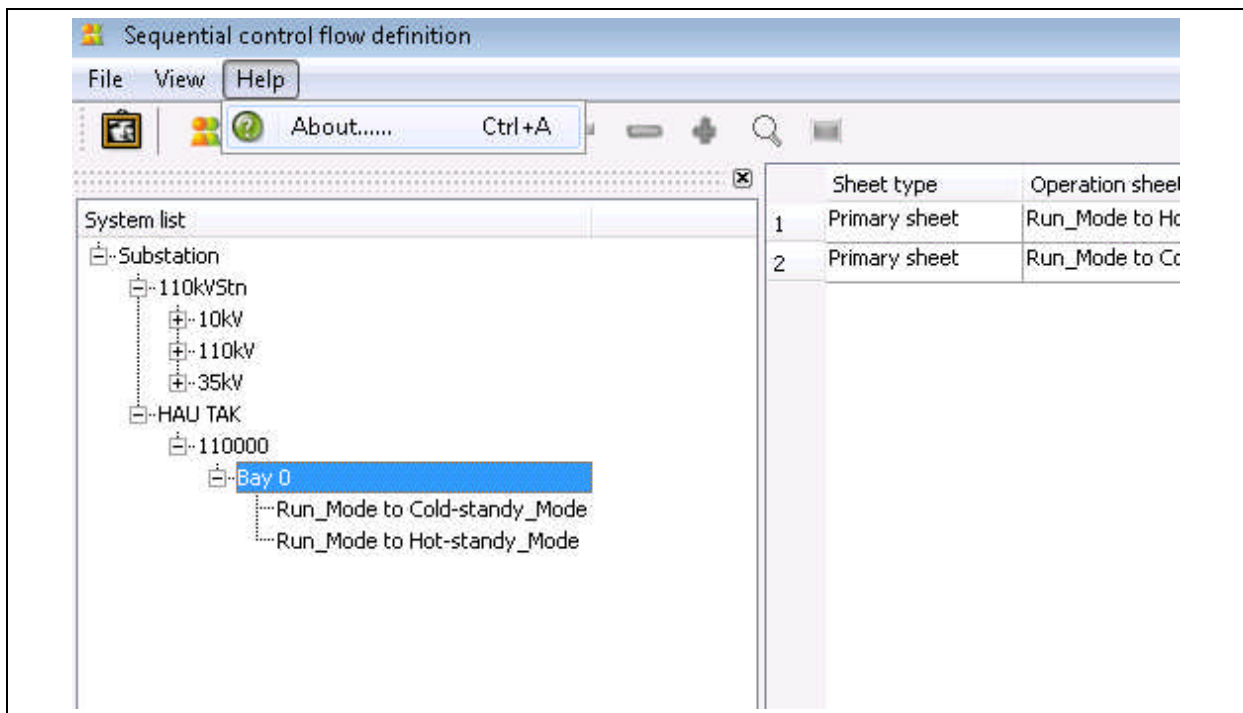 Sequential control flow definition
File View Help
About...... Ctrl+A
System list
Substation
110kVStn
10kV
110kV
35kV
HAU TAK
110000
Bay 0
Run_Mode to Cold-standy_Mode
Run_Mode to Hot-standy_Mode
Sheet type Operation sheet
1 Primary sheet Run_Mode to Ho
2 Primary sheet Run_Mode to Co